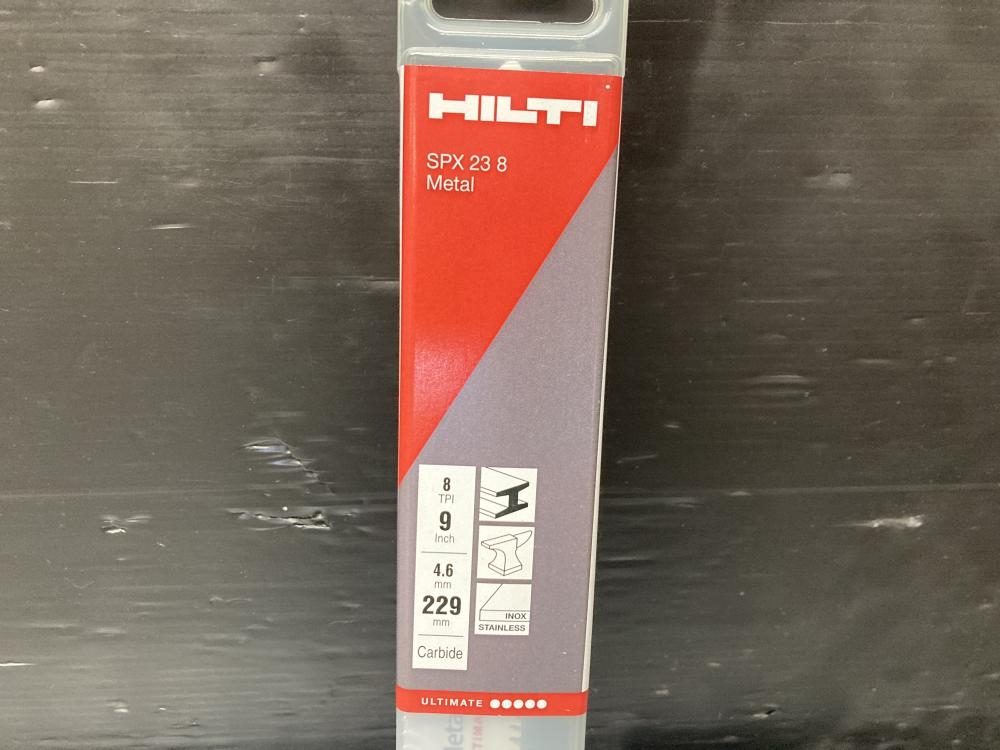 HILTI
SPX 23 8
Metal
8
TPI
9
Inch
4.6
mm
229
mm
Carbide
INOX
STAINLESS
ULTIMATE